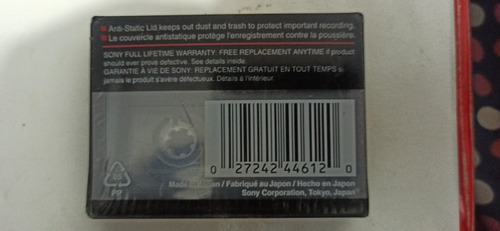 Anti-Static Lid keeps out dust and trash to protect important recording.
Le couvercle antistatique protège l'enregistrement contre la poussière.
SONY FULL LIFETIME WARRANTY: FREE REPLACEMENT ANYTIME if product
should ever prove defective. See details inside.
GARANTIE À VIE DE SONY: REMPLACEMENT GRATUIT EN TOUT TEMPS si
jamais le produit s'avère défectueux. Détails à l'intérieur.
0 27242 44612 0
05
PP
Made in Japan / Fabriqué au Japon / Hecho en Japon
Sony Corporation, Tokyo, Japan